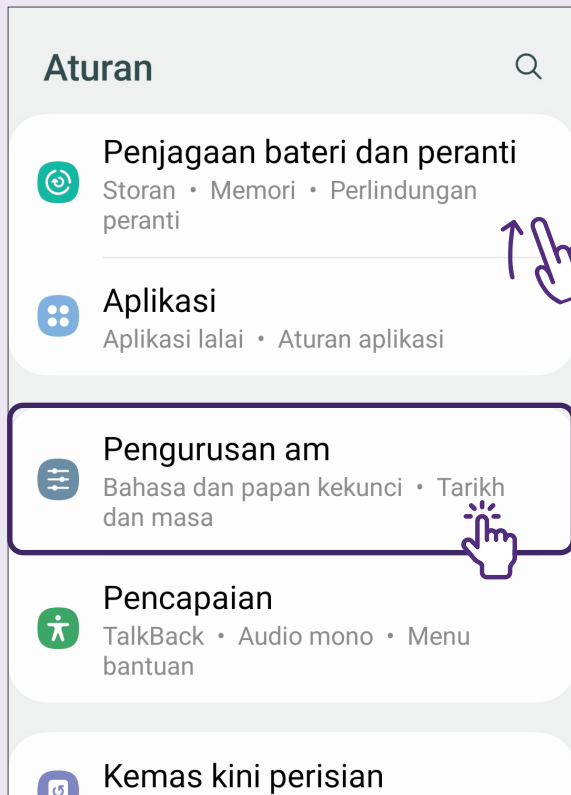 Aturan
Penjagaan bateri dan peranti
Storan • Memori • Perlindungan
peranti
Aplikasi
Aplikasi lalai • Aturan aplikasi
Pengurusan am
Bahasa dan papan kekunci • Tarikh
dan masa
Pencapaian
TalkBack • Audio mono • Menu
bantuan
Kemas kini perisian